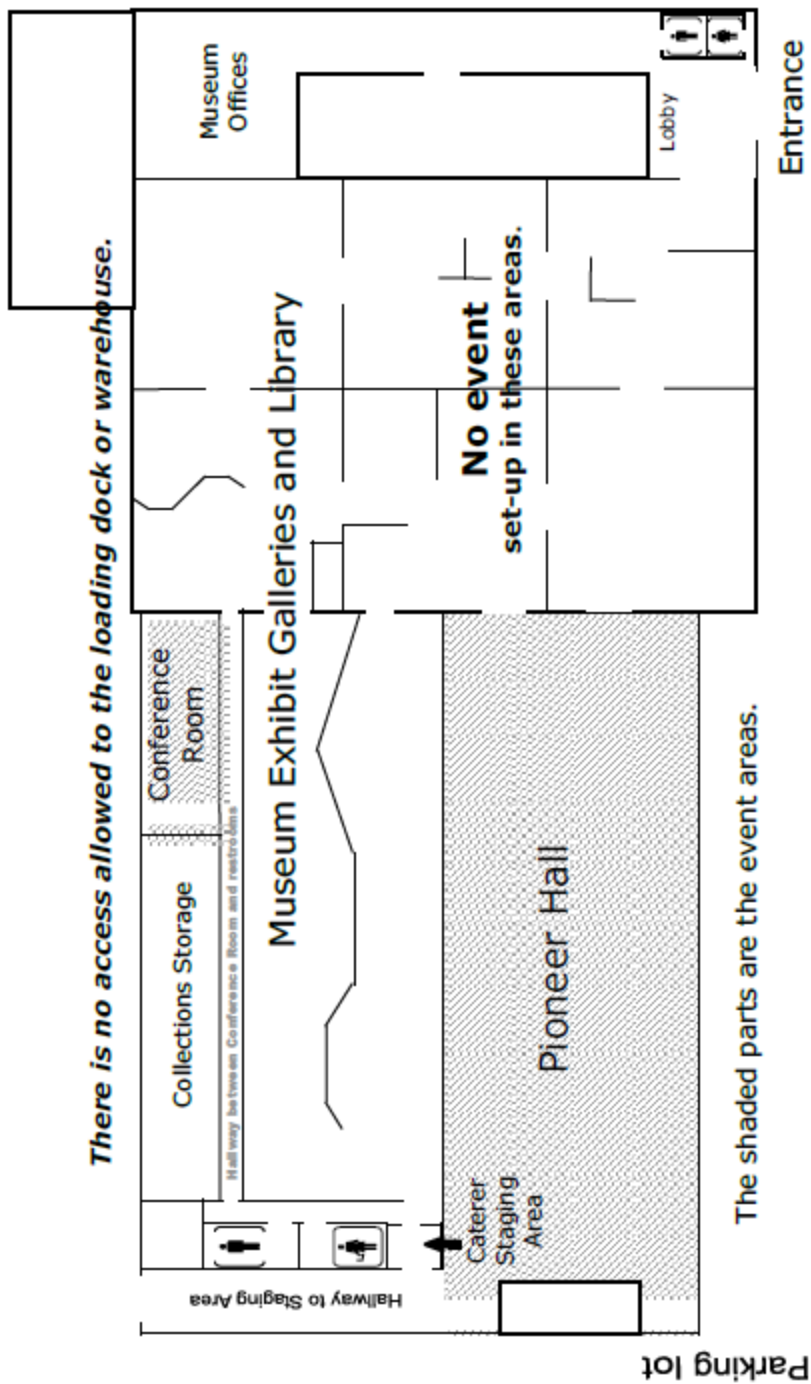 There is no access allowed to the loading dock or warehouse.
Museum
Offices
Lobby
Entrance
Conference
Room
Collections Storage
Hallway between Conference Room and restrooms
Museum Exhibit Galleries and Library
No event
set-up in these areas.
Pioneer Hall
Caterer
Staging
Area
Hallway to Staging Area
The shaded parts are the event areas.
Parking lot